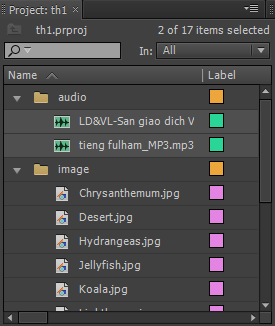 Project: th1
th1.prproj
2 of 17 items selected
In: All
Name Label
audio
LD&VL-San giao dich V
tieng fulham_MP3.mp3
image
Chrysanthemum.jpg
Desert.jpg
Hydrangeas.jpg
Jellyfish.jpg
Koala.jpg